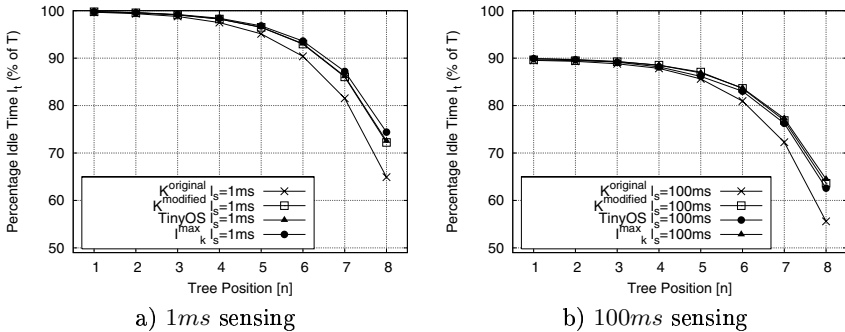 Percentage Idle Time I_t (% of T)
100
90
80
70
60
50
K^original l_s=1ms
K^modified l_s=1ms
TinyOS l_s=1ms
I^max_k l_s=1ms
1 2 3 4 5 6 7 8
Tree Position [n]
a) 1ms sensing
Percentage Idle Time I_t (% of T)
100
90
80
70
60
50
K^original l_s=100ms
K^modified l_s=100ms
TinyOS l_s=100ms
I^max_k l_s=100ms
1 2 3 4 5 6 7 8
Tree Position [n]
b) 100ms sensing